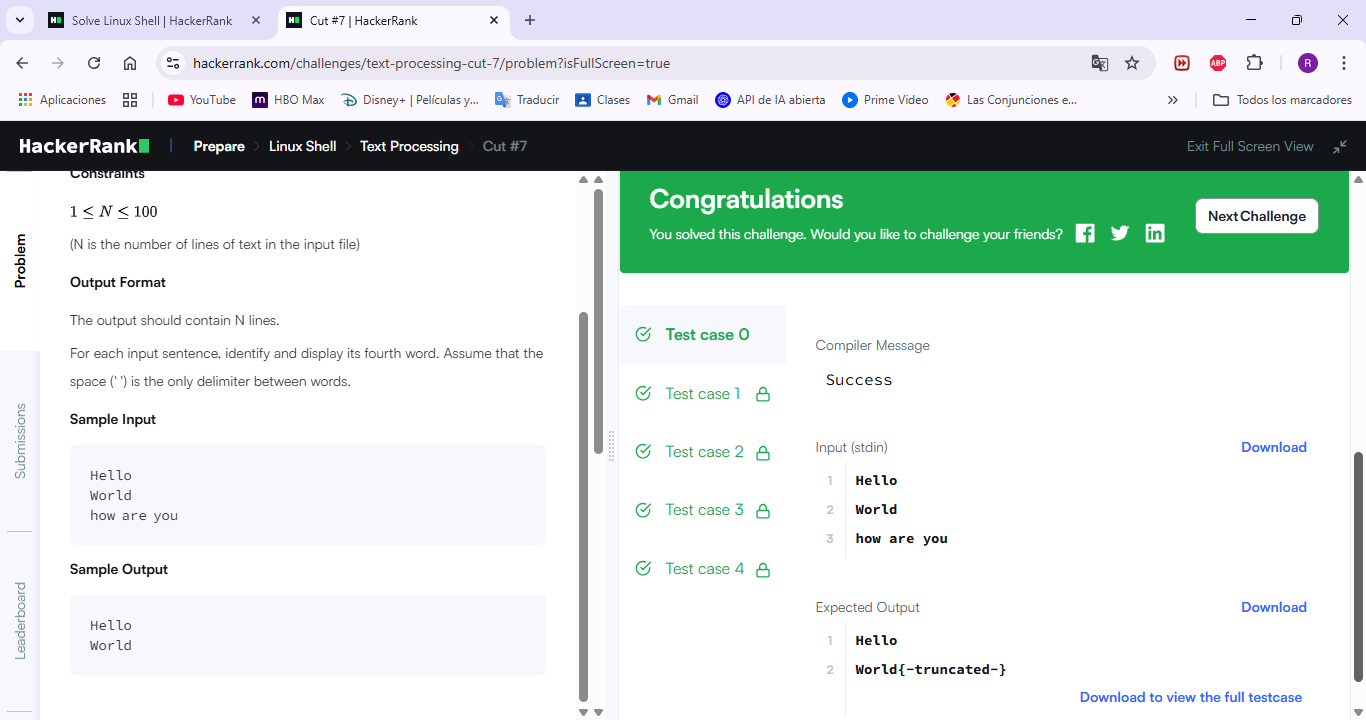 Solve Linux Shell | HackerRank
Cut #7 | HackerRank
hackerrank.com/challenges/text-processing-cut-7/problem?isFullScreen=true
ABP
R
Aplicaciones
YouTube
HBO Max
Disney+ | Películas y...
Traducir
Clases
Gmail
API de IA abierta
Prime Video
Las Conjunciones e...
Todos los marcadores
HackerRank
Prepare
Linux Shell
Text Processing
Cut #7
Exit Full Screen View
Problem
Submissions
Leaderboard
Constraints
1 ≤ N ≤ 100
(N is the number of lines of text in the input file)
Output Format
The output should contain N lines.
For each input sentence, identify and display its fourth word. Assume that the
space (' ') is the only delimiter between words.
Sample Input
Hello
World
how are you
Sample Output
Hello
World
Congratulations
You solved this challenge. Would you like to challenge your friends?
Next Challenge
Test case 0
Test case 1
Test case 2
Test case 3
Test case 4
Compiler Message
Success
Input (stdin)
Download
1 Hello
2 World
3 how are you
Expected Output
Download
1 Hello
2 World{-truncated-}
Download to view the full testcase